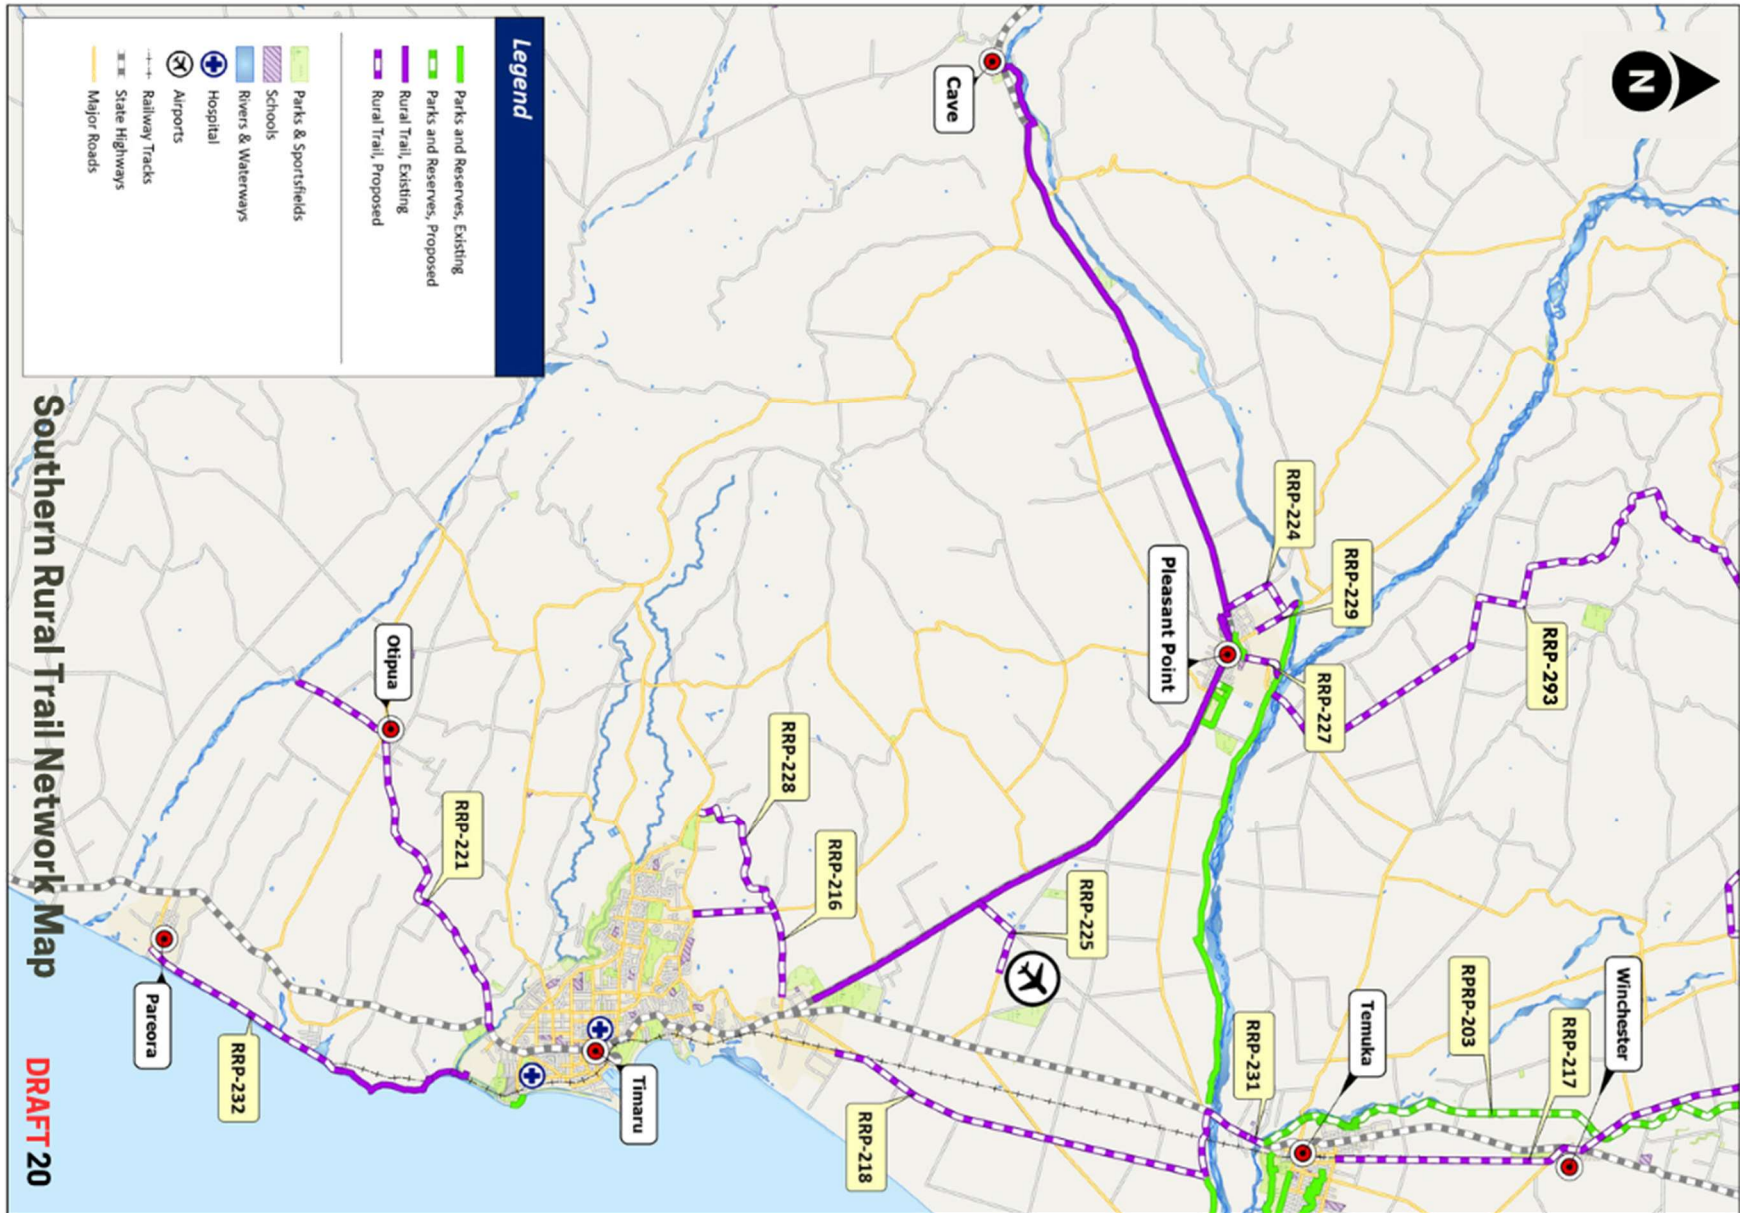 Legend
Parks and Reserves, Existing
Parks and Reserves, Proposed
Rural Trail, Existing
Rural Trail, Proposed
Parks & Sportsfields
Schools
Rivers & Waterways
Hospital
Airports
Railway Tracks
State Highways
Major Roads
N
Cave
RRP-224
RRP-229
Pleasant Point
RRP-227
RRP-293
Otipua
RRP-228
RRP-221
RRP-216
RRP-225
Winchester
RPRP-203
Temuka
RRP-217
RRP-231
Pareora
RRP-232
Timaru
RRP-218
Southern Rural Trail Network Map
DRAFT 20